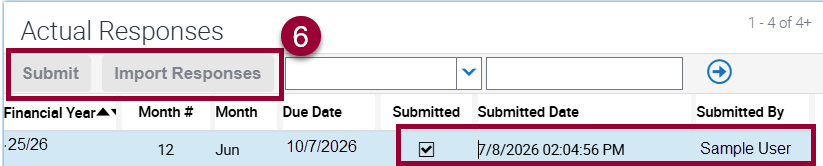 Actual Responses
1 - 4 of 4+
6
Submit Import Responses
Financial Year Month # Month Due Date Submitted Submitted Date Submitted By
-25/26 12 Jun 10/7/2026 7/8/2026 02:04:56 PM Sample User